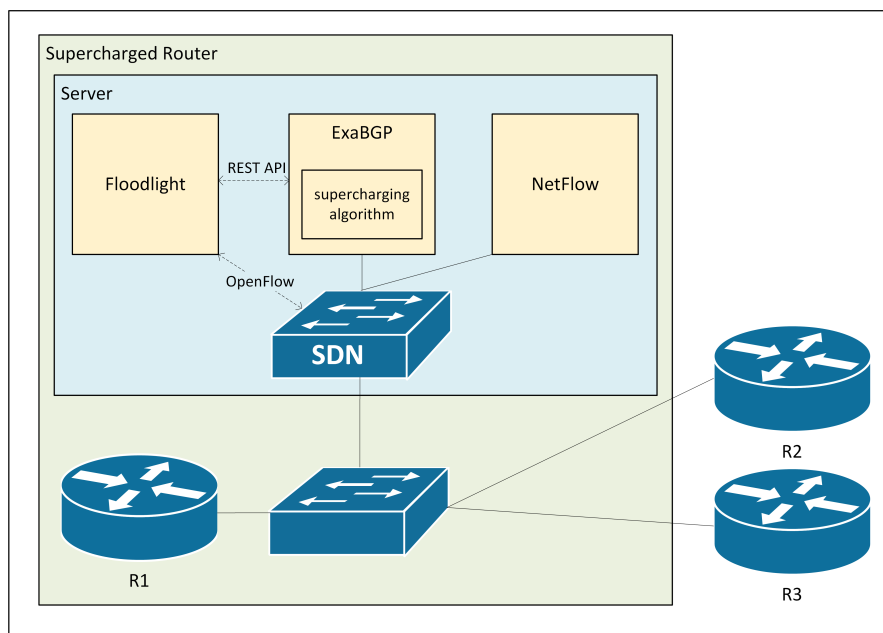 Supercharged Router
Server
ExaBGP
REST API
Floodlight
NetFlow
supercharging
algorithm
OpenFlow
SDN
R2
R1
R3